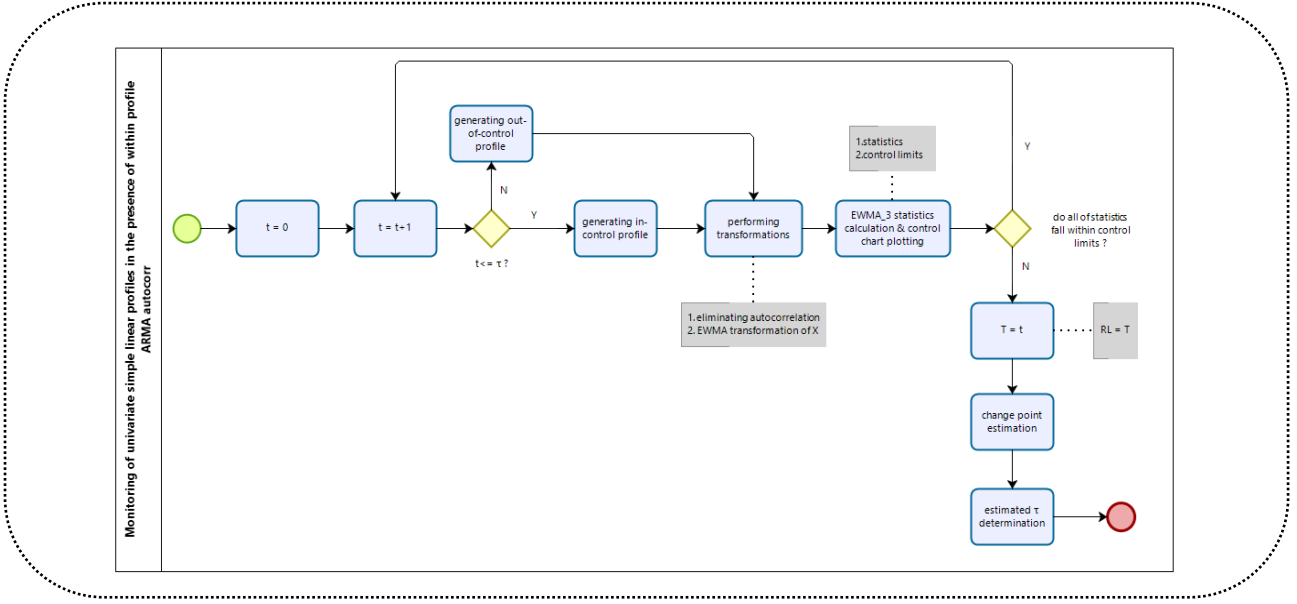 Monitoring of univariate simple linear profiles in the presence of within profile
ARMA autocorr
t = 0
t = t+1
generating out-
of-control
profile
N
Y
t<= τ ?
generating in-
control profile
performing
transformations
1. eliminating autocorrelation
2. EWMA transformation of X
1.statistics
2.control limits
EWMA_3 statistics
calculation & control
chart plotting
Y
do all of statistics
fall within control
limits ?
N
T = t
RL = T
change point
estimation
estimated τ
determination